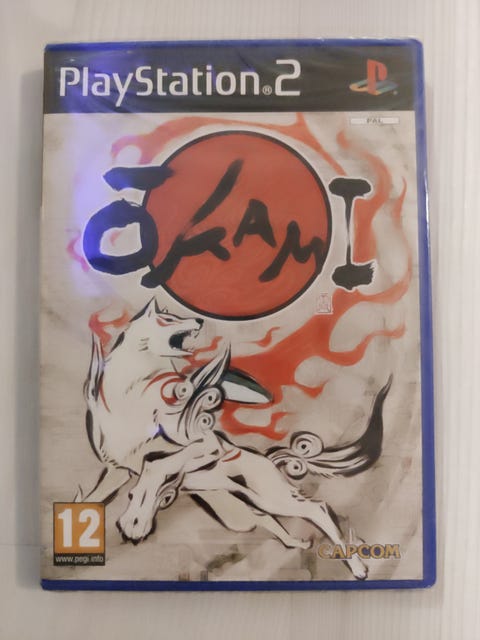 PlayStation®2
PAL
ŌKAMI
12
www.pegi.info
CAPCOM